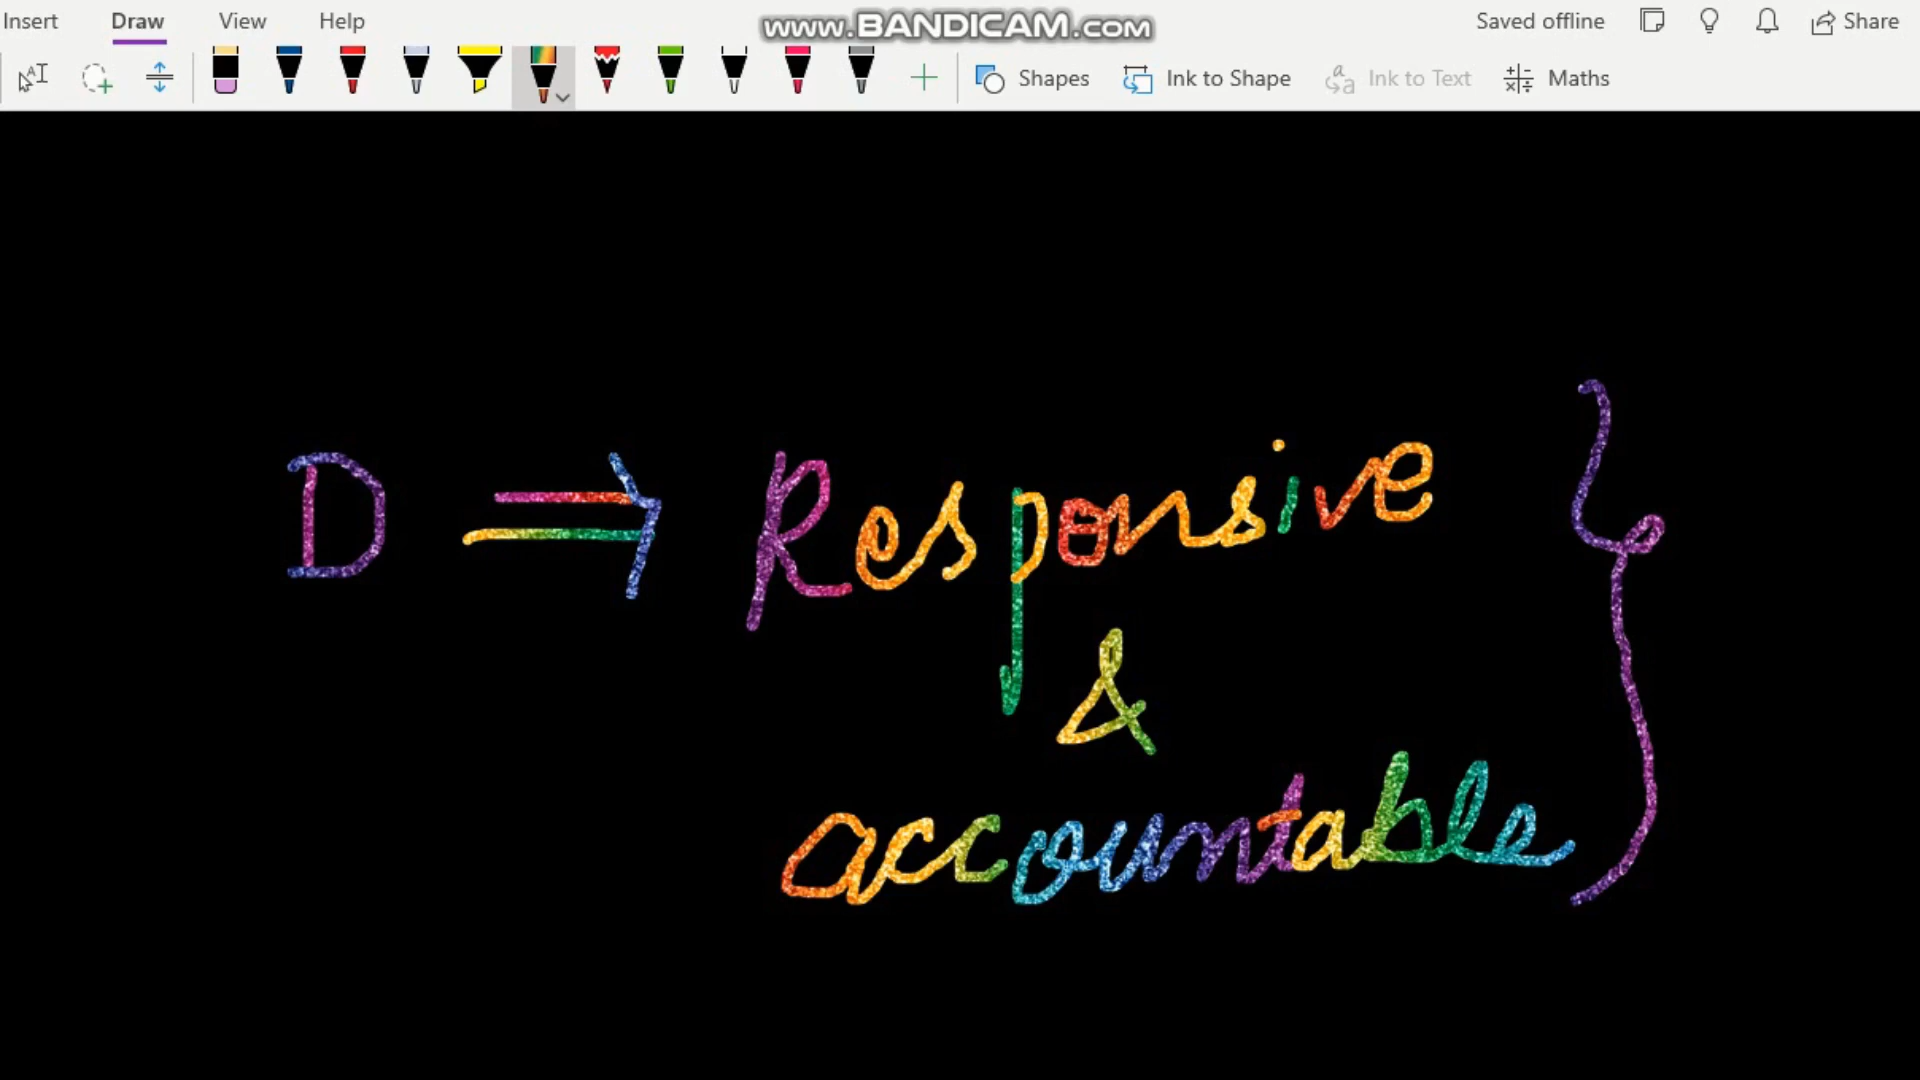 Insert Draw View Help www.BANDICAM.com Saved offline Share
Shapes Ink to Shape Ink to Text Maths
D ⇒ Responsive }
&
accountable